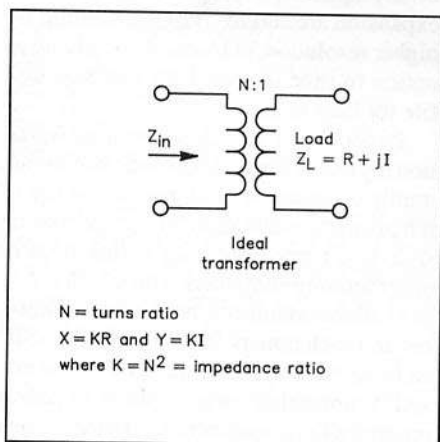 N:1
Z_in
Load
Z_L = R + jI
Ideal
transformer
N = turns ratio
X = KR and Y = KI
where K = N² = impedance ratio